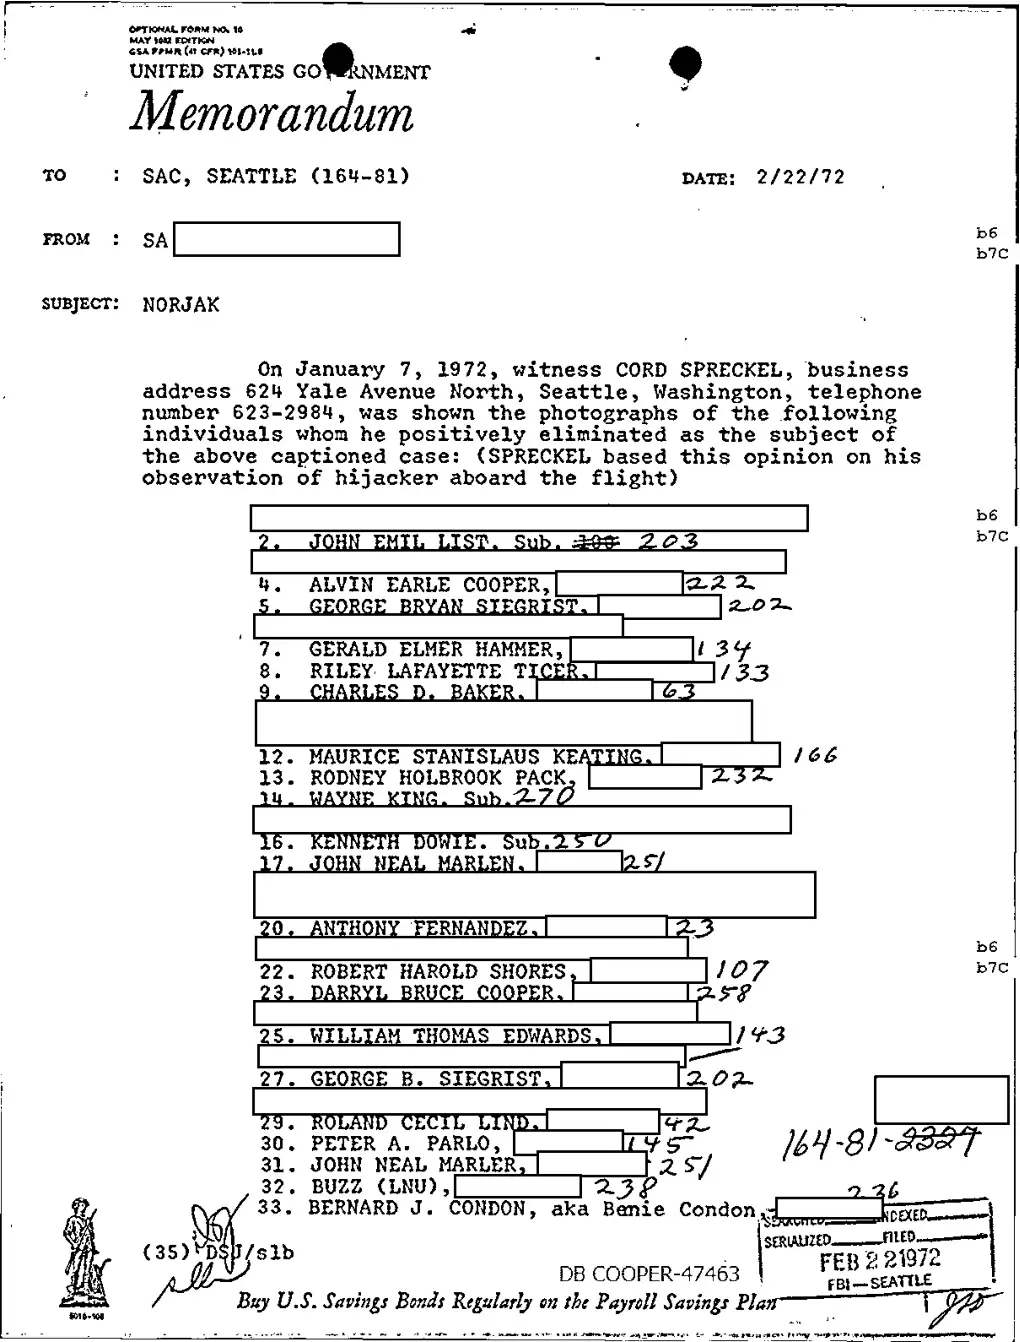 OPTIONAL FORM NO. 10
MAY 1962 EDITION
GSA FPMR (41 CFR) 101-11.6
UNITED STATES GOVERNMENT
Memorandum
TO : SAC, SEATTLE (164-81) DATE: 2/22/72
FROM : SA b6
b7C
SUBJECT: NORJAK
On January 7, 1972, witness CORD SPRECKEL, business
address 624 Yale Avenue North, Seattle, Washington, telephone
number 623-2984, was shown the photographs of the following
individuals whom he positively eliminated as the subject of
the above captioned case: (SPRECKEL based this opinion on his
observation of hijacker aboard the flight)
b6
b7C
2. JOHN EMIL LIST. Sub. 203
4. ALVIN EARLE COOPER, 222
5. GEORGE BRYAN SIEGRIST, 202
7. GERALD ELMER HAMMER, 134
8. RILEY LAFAYETTE TICER, 133
9. CHARLES D. BAKER, 63
12. MAURICE STANISLAUS KEATING, 166
13. RODNEY HOLBROOK PACK, 232
14. WAYNE KING. Sub. 270
16. KENNETH DOWIE. Sub. 250
17. JOHN NEAL MARLEN, 251
20. ANTHONY FERNANDEZ, 23
b6
b7C
22. ROBERT HAROLD SHORES, 107
23. DARRYL BRUCE COOPER, 258
25. WILLIAM THOMAS EDWARDS, 143
27. GEORGE B. SIEGRIST, 202
29. ROLAND CECIL LIND, 42
30. PETER A. PARLO, 145
164-81-2327
31. JOHN NEAL MARLER, 251
32. BUZZ (LNU), 238
33. BERNARD J. CONDON, aka Bernie Condon, 236
SEARCHED INDEXED
SERIALIZED FILED
FEB 22 1972
FBI — SEATTLE
(35) DSJ/slb
DB COOPER-47463
Buy U.S. Savings Bonds Regularly on the Payroll Savings Plan
5010-108